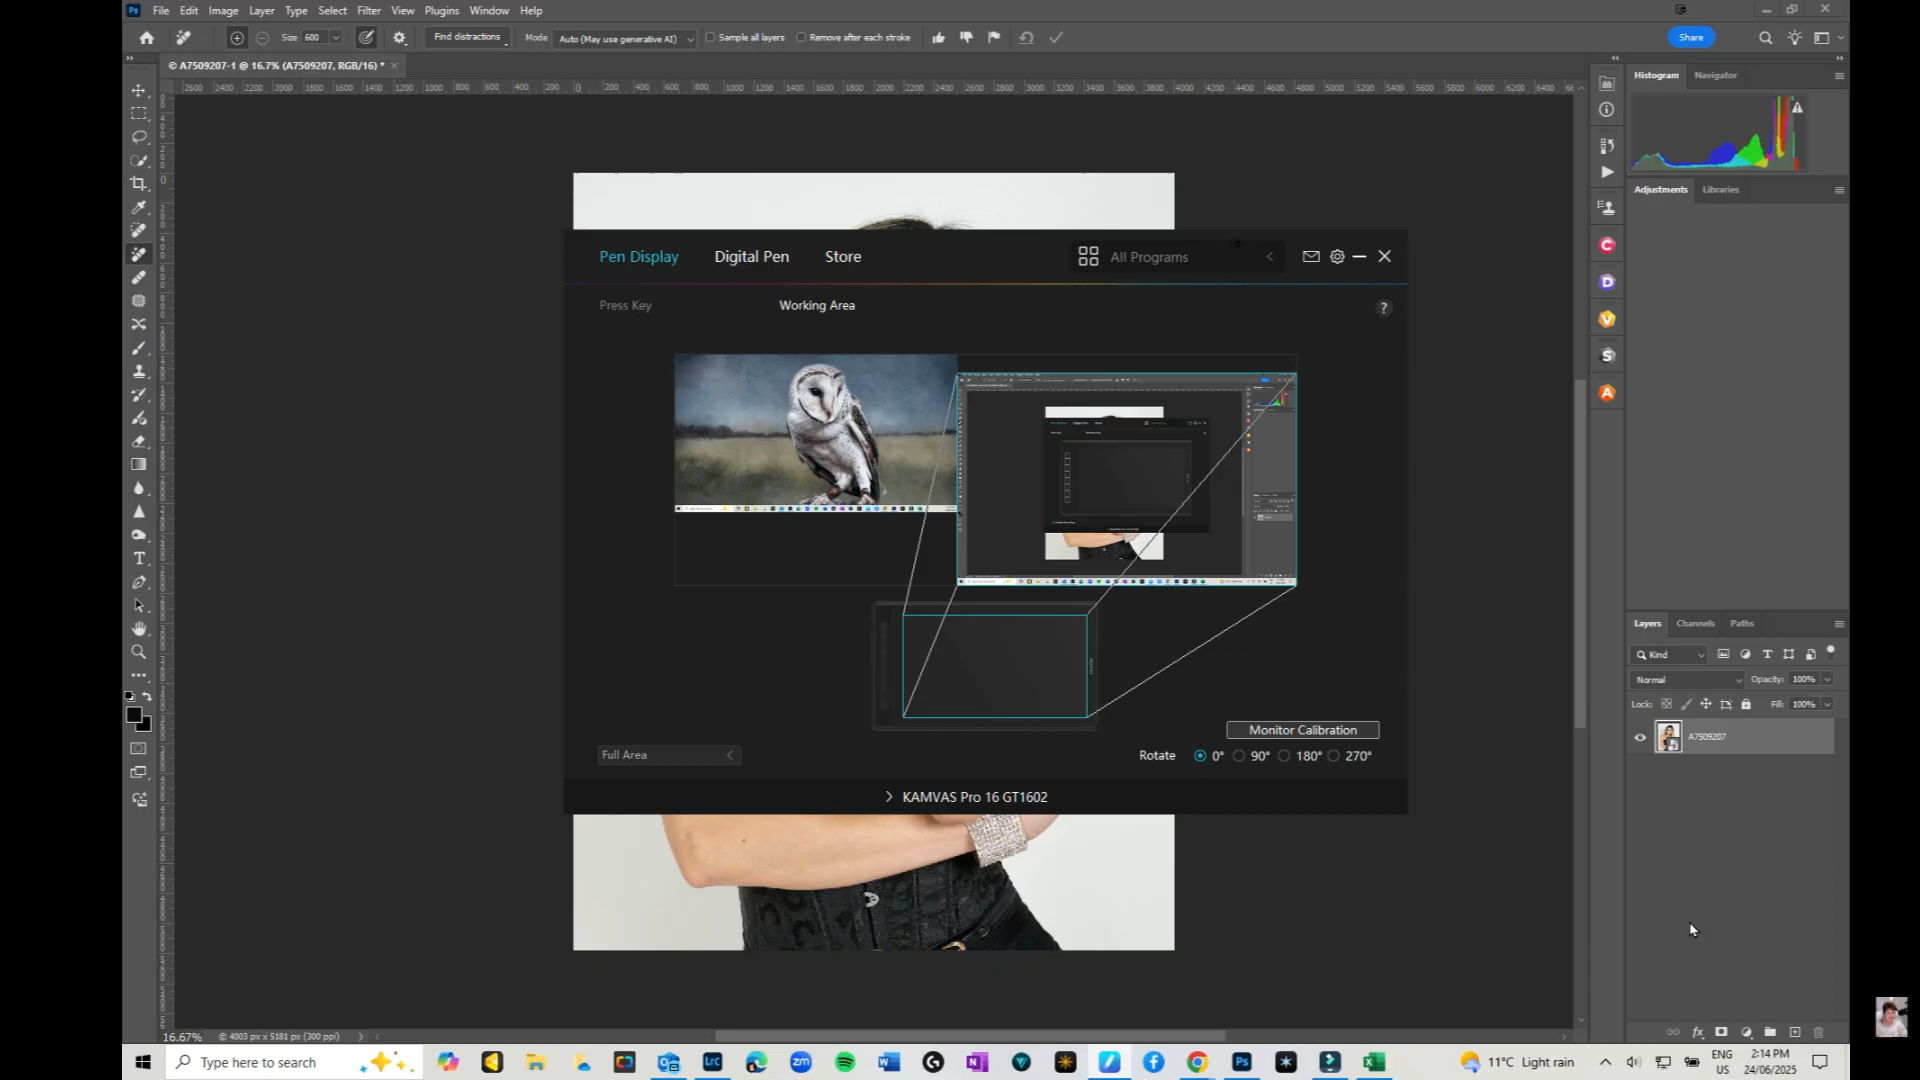 Ps File Edit Image Layer Type Select Filter View Plugins Window Help
Size 600 Find distractions Mode Auto (May use generative AI) Sample all layers Remove after each stroke Share
© A7509207-1 @ 16.7% (A7509207, RGB/16) *
Histogram Navigator
Adjustments Libraries
Pen Display Digital Pen Store All Programs
Press Key Working Area ?
Monitor Calibration
Full Area Rotate 0° 90° 180° 270°
KAMVAS Pro 16 GT1602
Layers Channels Paths
Kind
Normal Opacity: 100%
Lock: Fill: 100%
A7509207
16.67% © 4003 px x 5181 px (300 ppi)
Type here to search 11°C Light rain ENG US 2:14 PM 24/06/2025